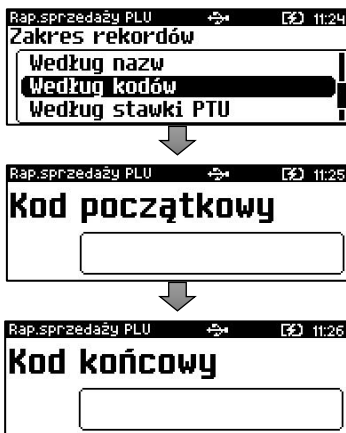 Rap.sprzedaży PLU 11:24
Zakres rekordów
Według nazw
Według kodów
Według stawki PTU
Rap.sprzedaży PLU 11:25
Kod początkowy
Rap.sprzedaży PLU 11:26
Kod końcowy